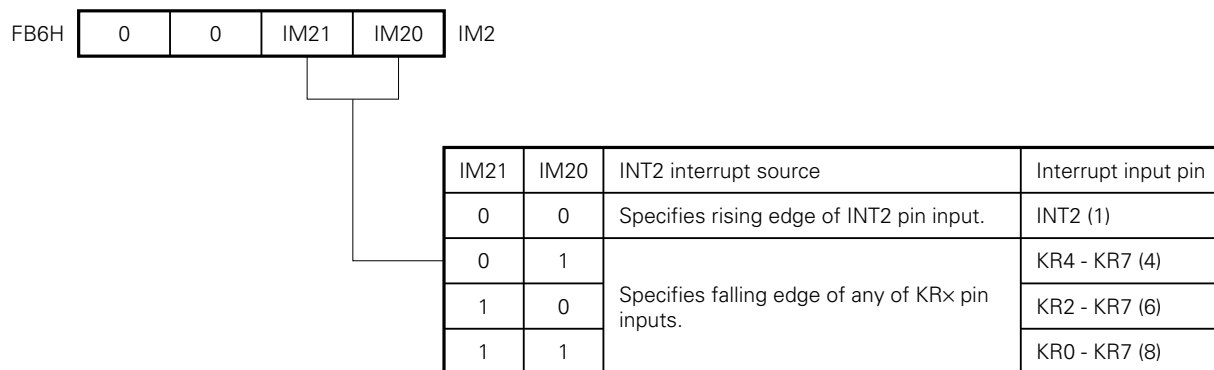 FB6H 0 0 IM21 IM20 IM2
IM21 IM20 INT2 interrupt source Interrupt input pin
0 0 Specifies rising edge of INT2 pin input. INT2 (1)
0 1 Specifies falling edge of any of KR× pin KR4 - KR7 (4)
1 0 inputs. KR2 - KR7 (6)
1 1 KR0 - KR7 (8)